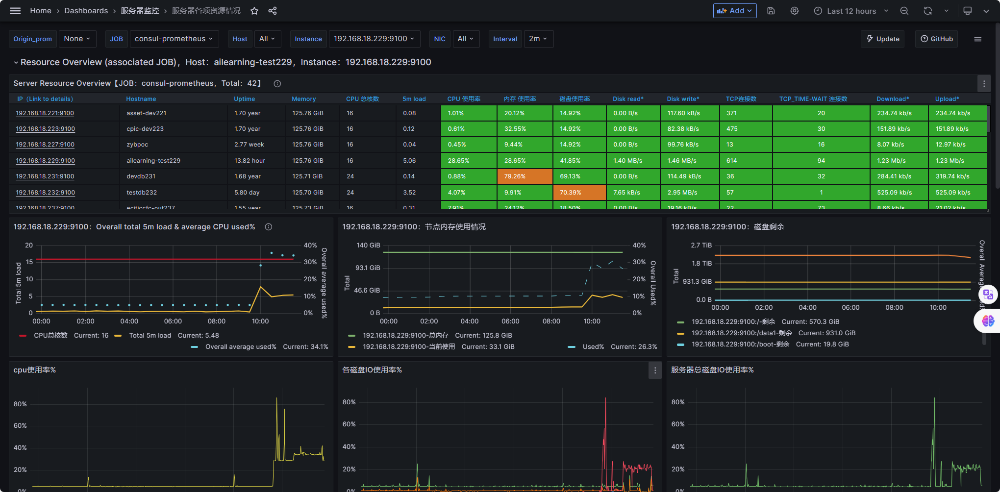 Home › Dashboards › 服务器监控 › 服务器各项资源情况 Add Last 12 hours
Origin_prom None JOB consul-prometheus Host All Instance 192.168.18.229:9100 NIC All Interval 2m Update GitHub
Resource Overview (associated JOB)，Host：ailearning-test229，Instance：192.168.18.229:9100
Server Resource Overview【JOB：consul-prometheus，Total：42】
IP（Link to details） Hostname Uptime Memory CPU 总核数 5m load CPU 使用率 内存 使用率 磁盘使用率 Disk read* Disk write* TCP连接数 TCP_TIME-WAIT 连接数 Download* Upload*
192.168.18.221:9100 asset-dev221 1.70 year 125.76 GiB 16 0.08 1.01% 20.12% 14.92% 0.00 B/s 117.60 kB/s 371 20 234.74 kb/s 234.74 kb/s
192.168.18.223:9100 cpic-dev223 1.70 year 125.76 GiB 16 0.12 0.61% 32.55% 14.92% 0.00 B/s 82.38 kB/s 475 30 151.89 kb/s 151.89 kb/s
192.168.18.227:9100 zybpoc 2.77 week 125.76 GiB 16 0.04 0.45% 9.44% 14.92% 0.00 B/s 99.76 kB/s 13 16 8.07 kb/s 12.97 kb/s
192.168.18.229:9100 ailearning-test229 13.82 hour 125.76 GiB 16 5.06 28.65% 28.65% 41.85% 1.40 MB/s 1.46 MB/s 614 94 1.23 Mb/s 1.23 Mb/s
192.168.18.231:9100 devdb231 1.68 year 125.71 GiB 24 0.14 0.88% 79.26% 69.13% 0.00 B/s 114.49 kB/s 36 32 284.41 kb/s 319.74 kb/s
192.168.18.232:9100 testdb232 5.80 day 125.70 GiB 24 3.52 4.07% 9.91% 70.39% 7.65 kB/s 2.95 MB/s 57 1 525.09 kb/s 525.09 kb/s
192.168.18.237:9100 eciticcfc-out237 1.55 year 125.73 GiB 16 0.31 7.91% 24.12% 18.50% 0.00 B/s 19.16 kB/s 22 73 8.66 kb/s 21.02 kb/s
192.168.18.229:9100：Overall total 5m load & average CPU used%
Total 5m load
20
15
10
5
0
40%
30%
20%
10%
0%
Overall average used%
00:00 02:00 04:00 06:00 08:00 10:00
CPU总核数 Current: 16 Total 5m load Current: 5.48
Overall average used% Current: 34.1%
192.168.18.229:9100：节点内存使用情况
Total
140 GiB
93.1 GiB
46.6 GiB
0 B
40%
30%
20%
10%
0%
Overall Used%
00:00 02:00 04:00 06:00 08:00 10:00
192.168.18.229:9100-总内存 Current: 125.8 GiB
192.168.18.229:9100-当前使用 Current: 33.1 GiB Used% Current: 26.3%
192.168.18.229:9100：磁盘剩余
Total
2.7 TiB
1.8 TiB
931.3 GiB
0.0 B
Overall Average
00:00 02:00 04:00 06:00 08:00 10:00
192.168.18.229:9100:/-剩余 Current: 570.3 GiB
192.168.18.229:9100:/data1-剩余 Current: 931.0 GiB
192.168.18.229:9100:/boot-剩余 Current: 19.8 GiB
cpu使用率%
80%
60%
40%
20%
0%
各磁盘IO使用率%
80%
60%
40%
20%
0%
服务器总磁盘IO使用率%
80%
60%
40%
20%
0%